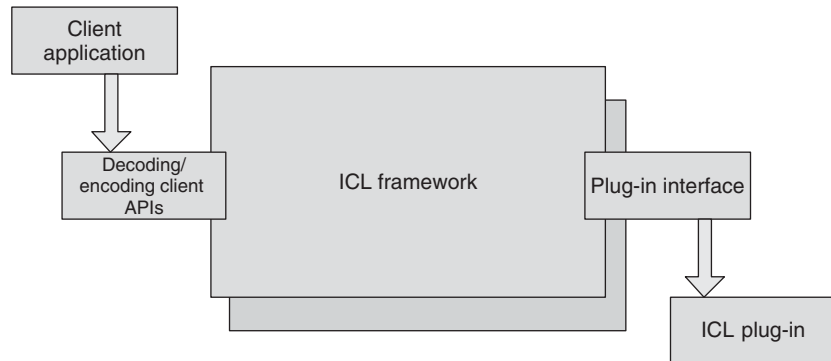 Client
application
Decoding/
encoding client
APIs
ICL framework
Plug-in interface
ICL plug-in